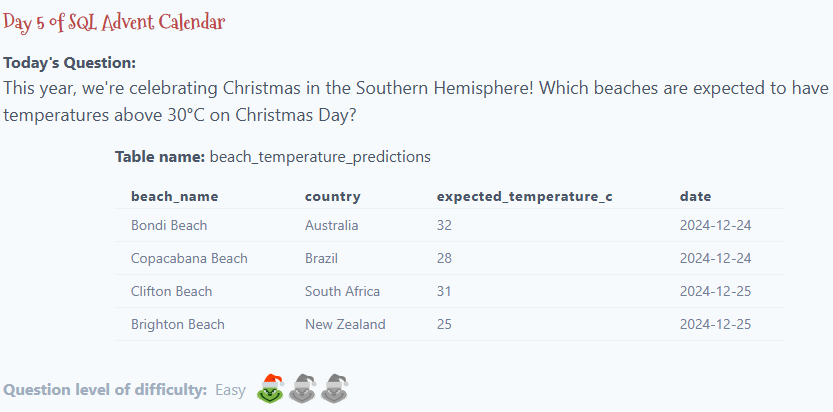 Day 5 of SQL Advent Calendar
Today's Question:
This year, we're celebrating Christmas in the Southern Hemisphere! Which beaches are expected to have
temperatures above 30°C on Christmas Day?
Table name: beach_temperature_predictions
beach_name country expected_temperature_c date
Bondi Beach Australia 32 2024-12-24
Copacabana Beach Brazil 28 2024-12-24
Clifton Beach South Africa 31 2024-12-25
Brighton Beach New Zealand 25 2024-12-25
Question level of difficulty: Easy